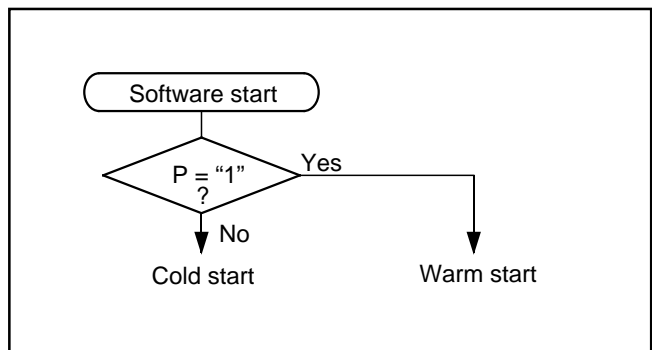 Software start
P = “1”
?
Yes
No
Cold start
Warm start